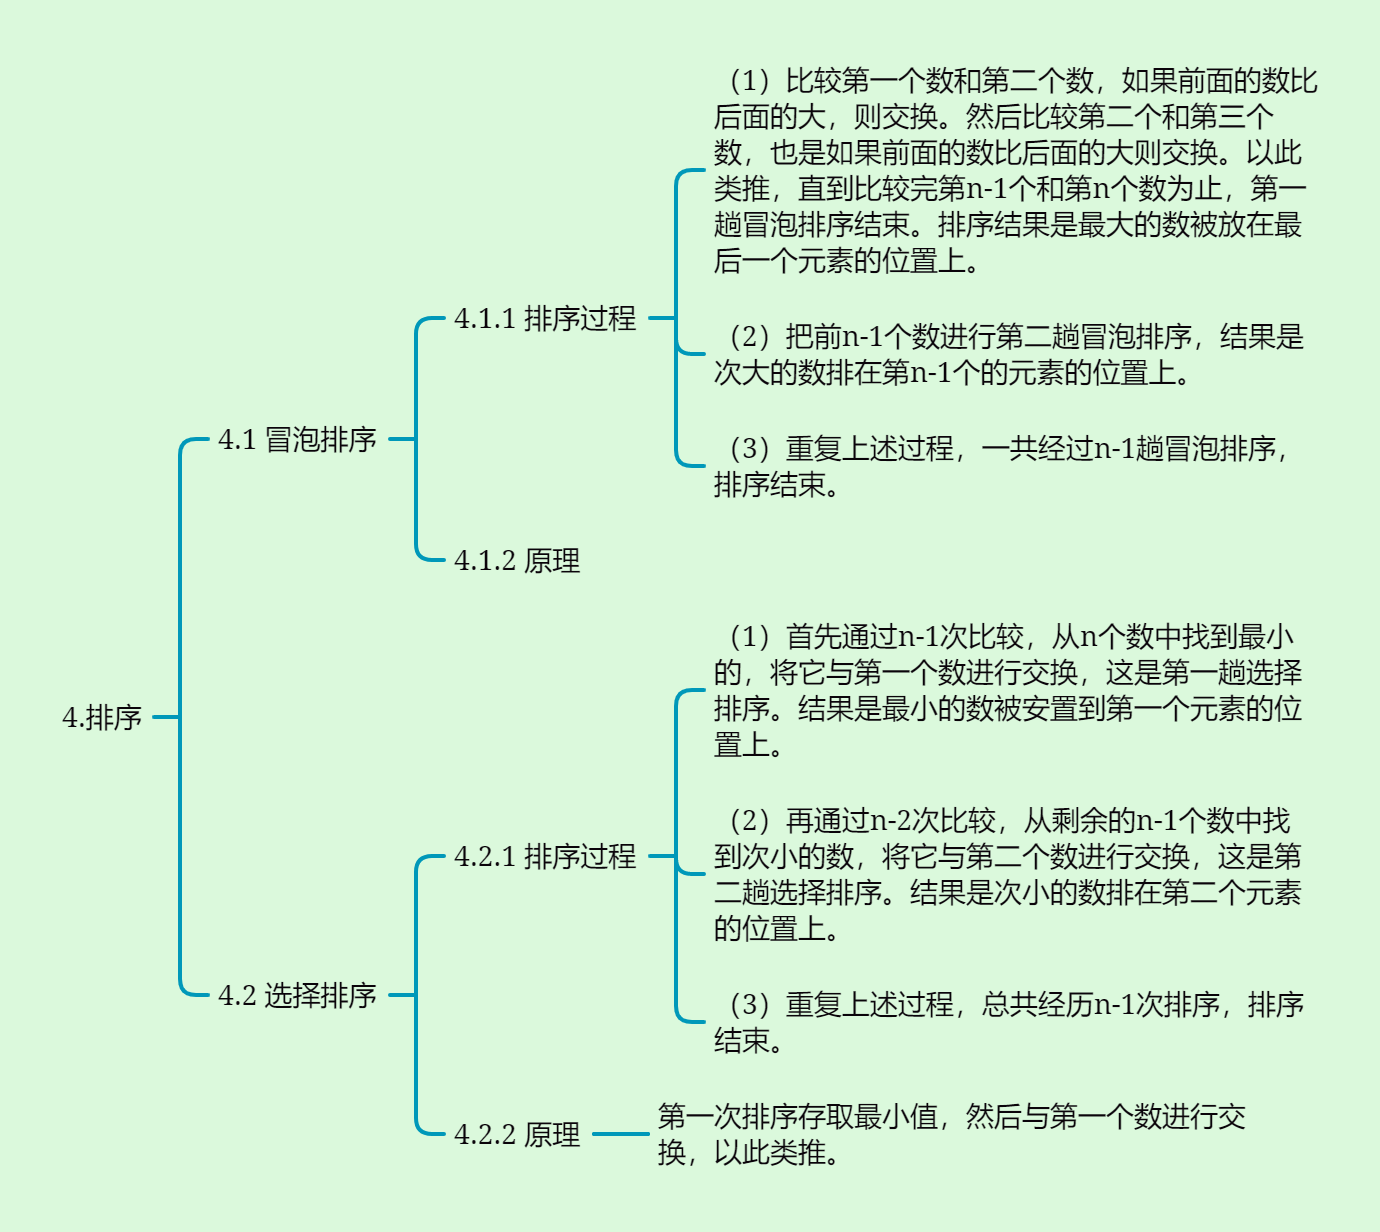 4.排序
4.1 冒泡排序
4.1.1 排序过程
（1）比较第一个数和第二个数，如果前面的数比
后面的大，则交换。然后比较第二个和第三个
数，也是如果前面的数比后面的大则交换。以此
类推，直到比较完第n-1个和第n个数为止，第一
趟冒泡排序结束。排序结果是最大的数被放在最
后一个元素的位置上。
（2）把前n-1个数进行第二趟冒泡排序，结果是
次大的数排在第n-1个的元素的位置上。
（3）重复上述过程，一共经过n-1趟冒泡排序，
排序结束。
4.1.2 原理
4.2 选择排序
4.2.1 排序过程
（1）首先通过n-1次比较，从n个数中找到最小
的，将它与第一个数进行交换，这是第一趟选择
排序。结果是最小的数被安置到第一个元素的位
置上。
（2）再通过n-2次比较，从剩余的n-1个数中找
到次小的数，将它与第二个数进行交换，这是第
二趟选择排序。结果是次小的数排在第二个元素
的位置上。
（3）重复上述过程，总共经历n-1次排序，排序
结束。
4.2.2 原理
第一次排序存取最小值，然后与第一个数进行交
换，以此类推。